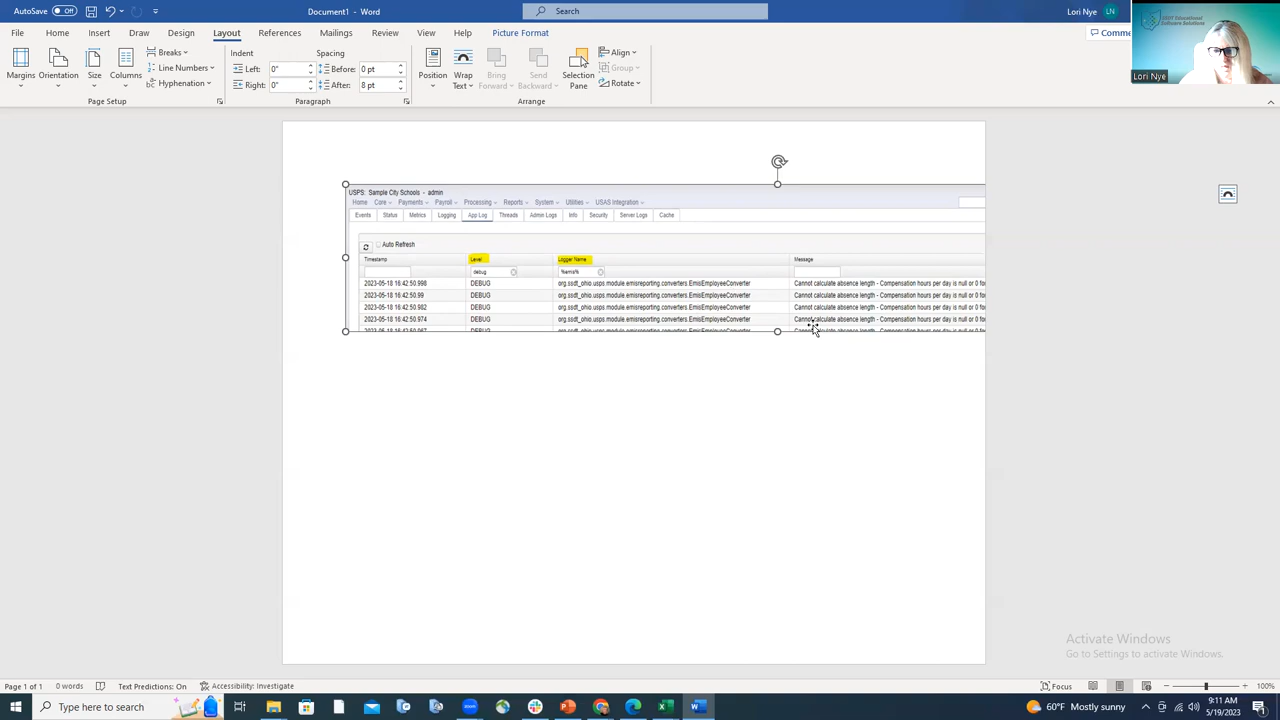 AutoSave Off Document1 - Word Search Lori Nye LN
File Home Insert Draw Design Layout References Mailings Review View Help Picture Format Comme
Margins Orientation Size Columns Breaks Line Numbers Hyphenation
Page Setup
Indent Spacing
Left: 0" Before: 0 pt
Right: 0" After: 8 pt
Paragraph
Position Wrap Text Bring Forward Send Backward Selection Pane Align Group Rotate
Arrange
SSDT Educational
Software Solutions
Lori Nye
USPS: Sample City Schools - admin
Home Core Payments Payroll Processing Reports System Utilities USAS Integration
Events Status Metrics Logging App Log Threads Admin Logs Info Security Server Logs Cache
Auto Refresh
Timestamp Level Logger Name Message
debug %emis%
2023-05-18 16:42:50.998 DEBUG org.ssdt_ohio.usps.module.emisreporting.converters.EmisEmployeeConverter Cannot calculate absence length - Compensation hours per day is null or 0 fo
2023-05-18 16:42:50.99 DEBUG org.ssdt_ohio.usps.module.emisreporting.converters.EmisEmployeeConverter Cannot calculate absence length - Compensation hours per day is null or 0 fo
2023-05-18 16:42:50.982 DEBUG org.ssdt_ohio.usps.module.emisreporting.converters.EmisEmployeeConverter Cannot calculate absence length - Compensation hours per day is null or 0 fo
2023-05-18 16:42:50.974 DEBUG org.ssdt_ohio.usps.module.emisreporting.converters.EmisEmployeeConverter Cannot calculate absence length - Compensation hours per day is null or 0 fo
Activate Windows
Go to Settings to activate Windows.
Page 1 of 1 0 words Text Predictions: On Accessibility: Investigate Focus 100%
Type here to search 60°F Mostly sunny 9:11 AM
5/19/2023